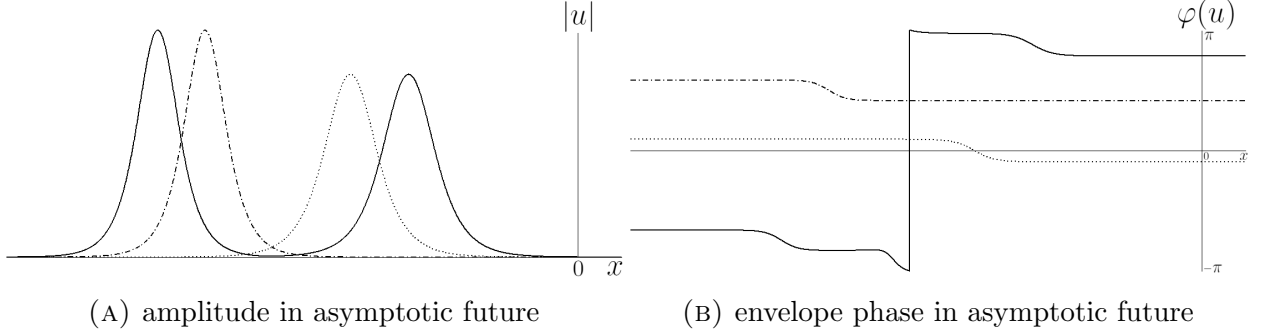 |u|
0
x
(A) amplitude in asymptotic future
φ(u)
π
0
x
−π
(B) envelope phase in asymptotic future